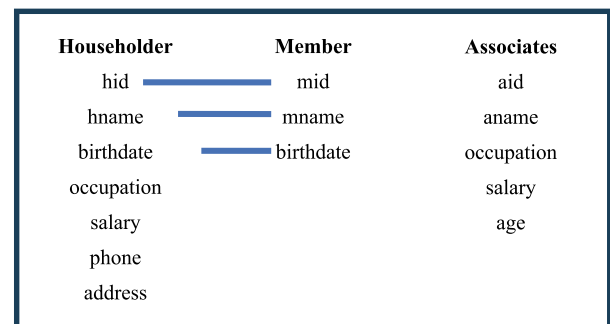 Householder Member Associates
hid mid aid
hname mname aname
birthdate birthdate occupation
occupation salary
salary age
phone
address